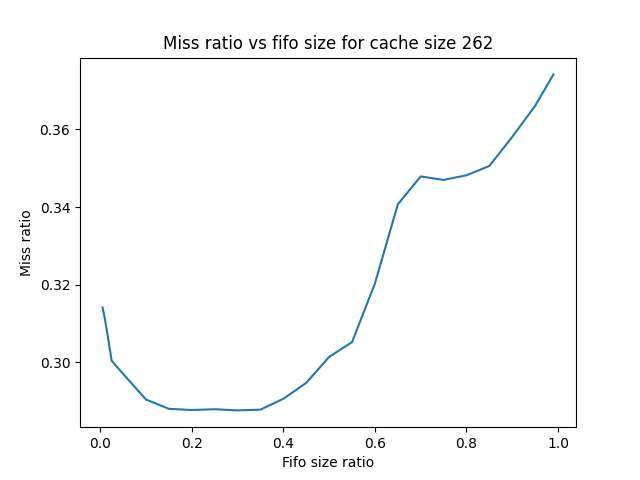 Miss ratio vs fifo size for cache size 262
0.36
0.34
0.32
0.30
Miss ratio
0.0 0.2 0.4 0.6 0.8 1.0
Fifo size ratio